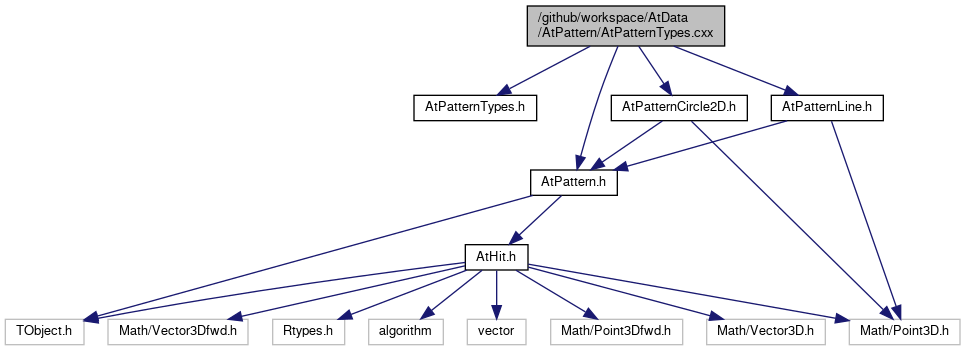 /github/workspace/AtData
/AtPattern/AtPatternTypes.cxx
AtPatternTypes.h
AtPatternCircle2D.h
AtPatternLine.h
AtPattern.h
AtHit.h
TObject.h
Math/Vector3Dfwd.h
Rtypes.h
algorithm
vector
Math/Point3Dfwd.h
Math/Vector3D.h
Math/Point3D.h